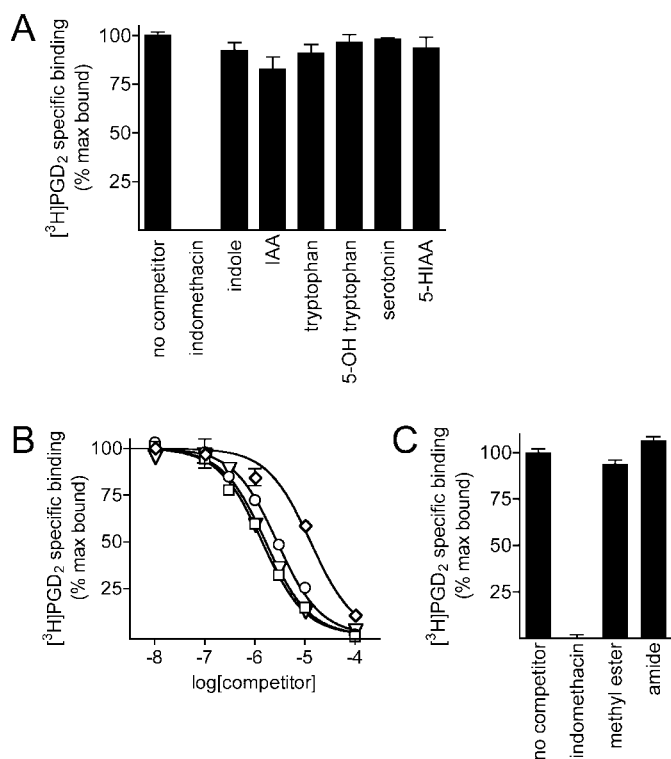 A
[³H]PGD₂ specific binding
(% max bound)
100
75
50
25
no competitor
indomethacin
indole
IAA
tryptophan
5-OH tryptophan
serotonin
5-HIAA
B
[³H]PGD₂ specific binding
(% max bound)
100
75
50
25
-8
-7
-6
-5
-4
log[competitor]
C
[³H]PGD₂ specific binding
(% max bound)
100
75
50
25
no competitor
indomethacin
methyl ester
amide